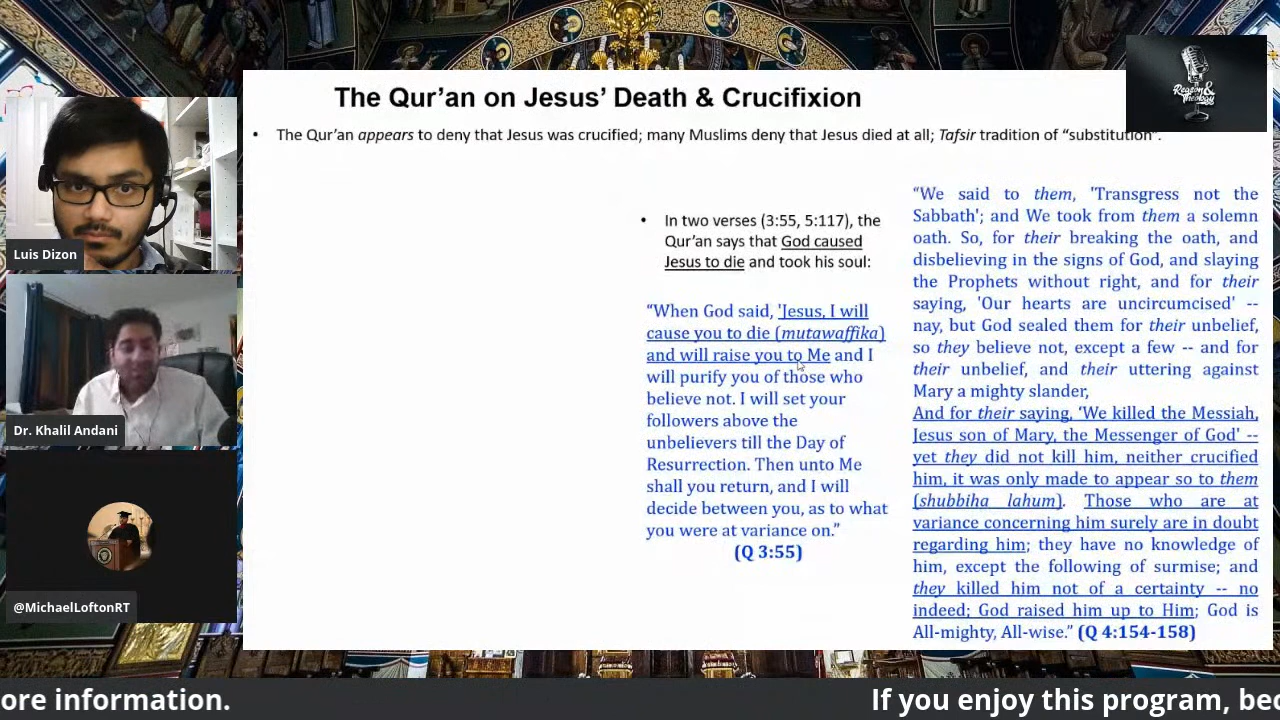 The Qur’an on Jesus’ Death & Crucifixion
Reason &
Theology
• The Qur’an appears to deny that Jesus was crucified; many Muslims deny that Jesus died at all; Tafsir tradition of “substitution”.
Luis Dizon
Dr. Khalil Andani
@MichaelLoftonRT
• In two verses (3:55, 5:117), the
Qur’an says that God caused
Jesus to die and took his soul:
“When God said, 'Jesus, I will
cause you to die (mutawaffika)
and will raise you to Me and I
will purify you of those who
believe not. I will set your
followers above the
unbelievers till the Day of
Resurrection. Then unto Me
shall you return, and I will
decide between you, as to what
you were at variance on.”
(Q 3:55)
“We said to them, 'Transgress not the
Sabbath'; and We took from them a solemn
oath. So, for their breaking the oath, and
disbelieving in the signs of God, and slaying
the Prophets without right, and for their
saying, 'Our hearts are uncircumcised' --
nay, but God sealed them for their unbelief,
so they believe not, except a few -- and for
their unbelief, and their uttering against
Mary a mighty slander,
And for their saying, ‘We killed the Messiah,
Jesus son of Mary, the Messenger of God' --
yet they did not kill him, neither crucified
him, it was only made to appear so to them
(shubbiha lahum). Those who are at
variance concerning him surely are in doubt
regarding him; they have no knowledge of
him, except the following of surmise; and
they killed him not of a certainty -- no
indeed; God raised him up to Him; God is
All-mighty, All-wise.” (Q 4:154-158)
ore information. If you enjoy this program, bec